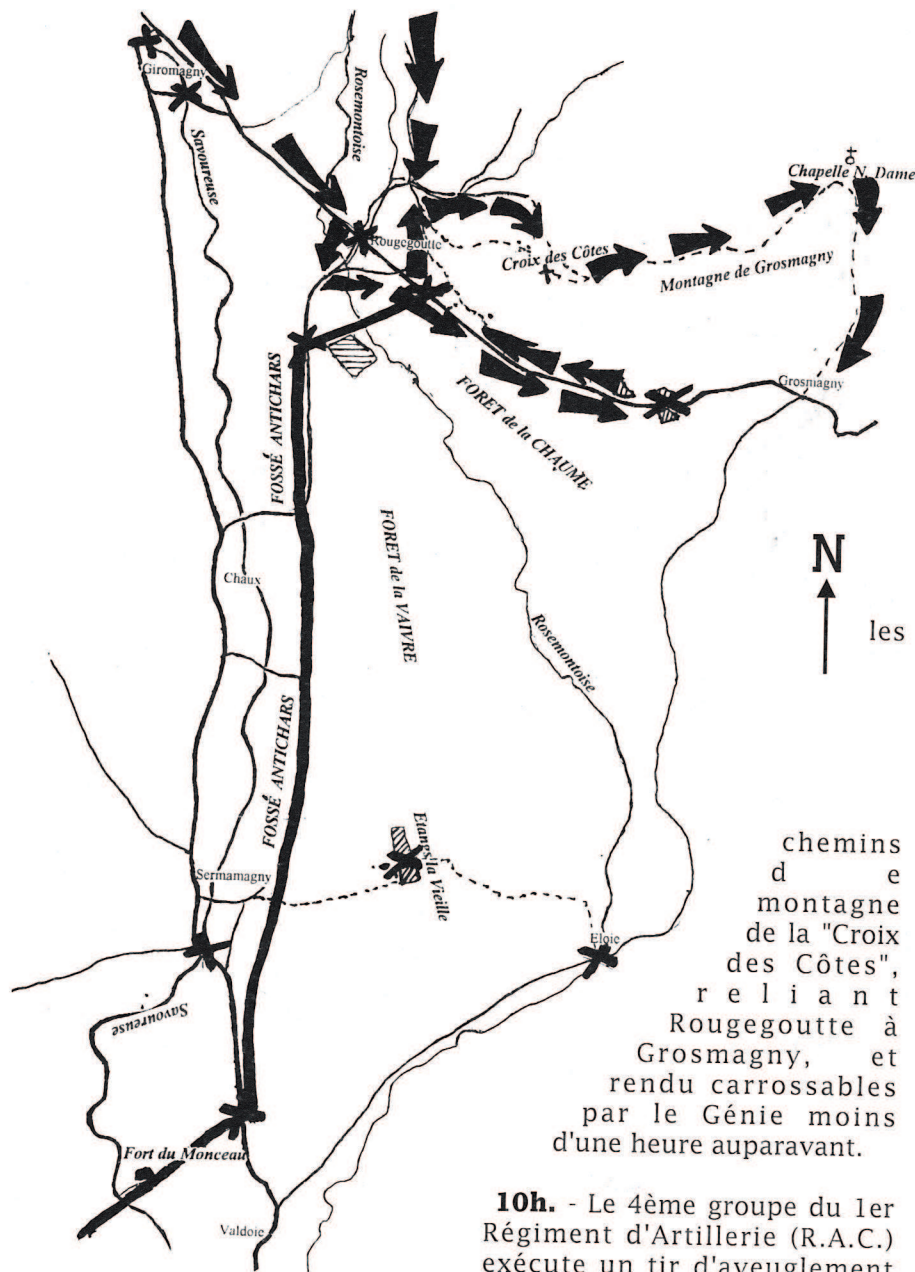 Giromagny
Savoureuse
Rosemontoise
Rougegoutte
Croix des Côtes
Chapelle N. Dame
Montagne de Grosmagny
Grosmagny
FOSSÉ ANTICHARS
FORET de la CHAUME
FORET de la VAIVRE
Rosemontoise
Chaux
FOSSÉ ANTICHARS
Sermamagny
Etangs la Vieille
Eloie
Savoureuse
Fort du Monceau
Valdoie
N
les
chemins
d e
montagne
de la "Croix
des Côtes",
r e l i a n t
Rougegoutte à
Grosmagny, et
rendu carrossables
par le Génie moins
d'une heure auparavant.
10h. - Le 4ème groupe du 1er
Régiment d'Artillerie (R.A.C.)
exécute un tir d'aveuglement